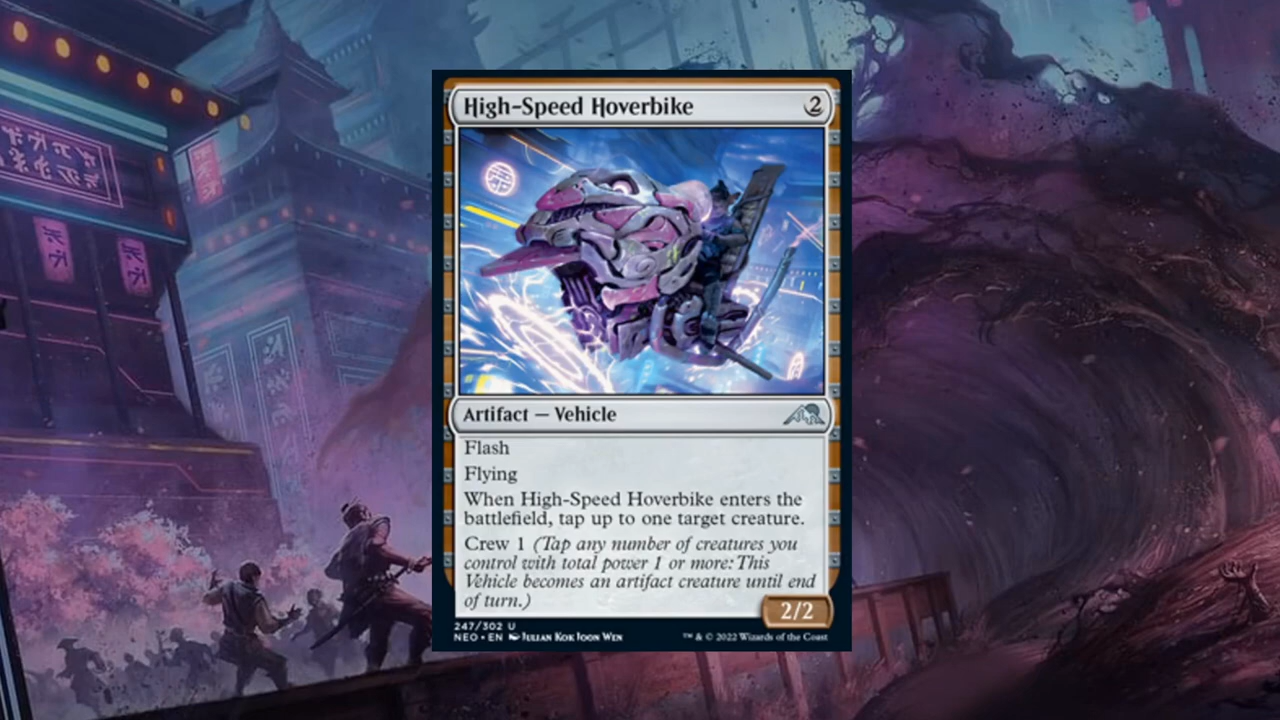 High-Speed Hoverbike
2
Artifact — Vehicle
Flash
Flying
When High-Speed Hoverbike enters the
battlefield, tap up to one target creature.
Crew 1 (Tap any number of creatures you
control with total power 1 or more: This
Vehicle becomes an artifact creature until end
of turn.)
2/2
247/302 U
NEO • EN Julian Kok Joon Wen
™ & © 2022 Wizards of the Coast